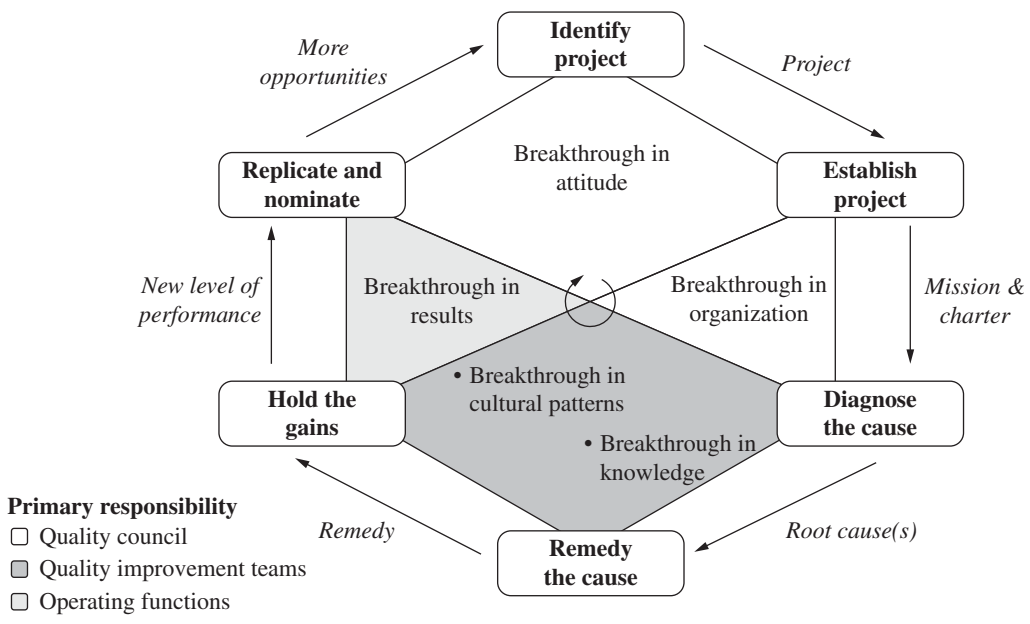 Identify
project
More
opportunities
Project
Replicate and
nominate
Breakthrough in
attitude
Establish
project
New level of
performance
Breakthrough in
results
Breakthrough in
organization
Mission &
charter
• Breakthrough in
cultural patterns
Hold the
gains
Diagnose
the cause
• Breakthrough in
knowledge
Primary responsibility
Quality council
Quality improvement teams
Operating functions
Remedy
Remedy
the cause
Root cause(s)